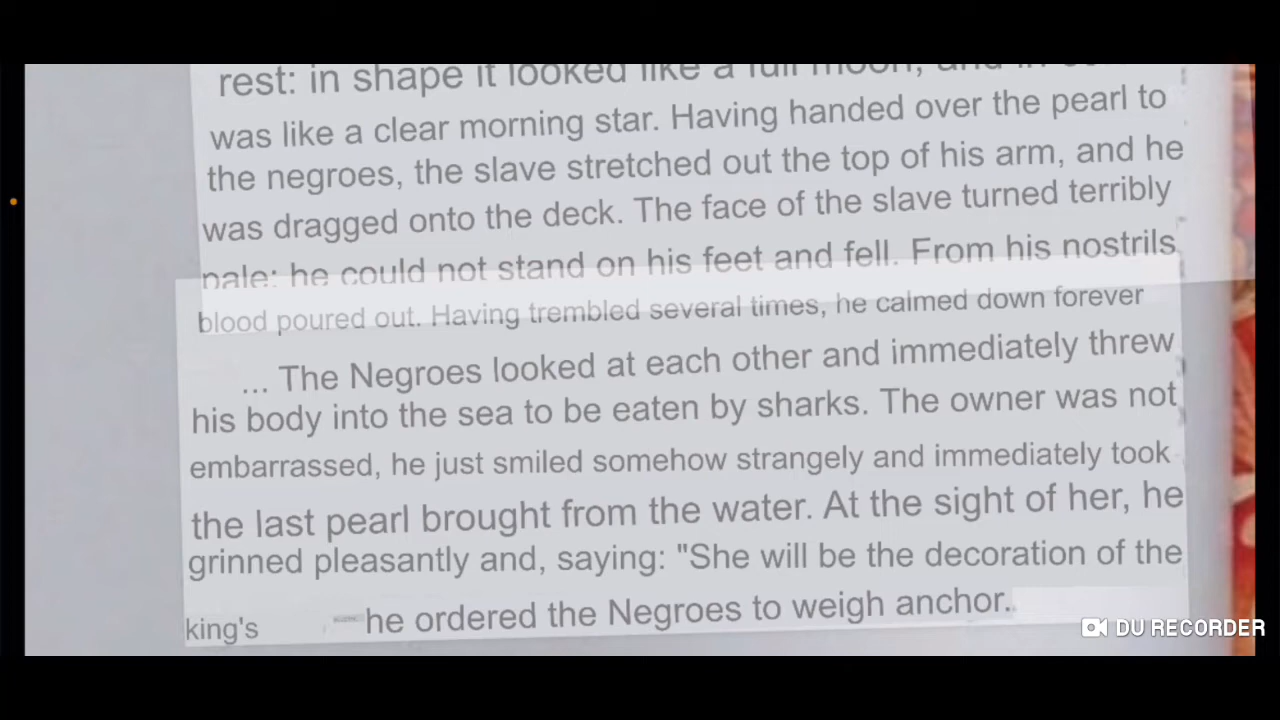 rest: in shape it looked like a full moon, and in
was like a clear morning star. Having handed over the pearl to
the negroes, the slave stretched out the top of his arm, and he
was dragged onto the deck. The face of the slave turned terribly
pale; he could not stand on his feet and fell. From his nostrils
blood poured out. Having trembled several times, he calmed down forever
... The Negroes looked at each other and immediately threw
his body into the sea to be eaten by sharks. The owner was not
embarrassed, he just smiled somehow strangely and immediately took
the last pearl brought from the water. At the sight of her, he
grinned pleasantly and, saying: "She will be the decoration of the
king's he ordered the Negroes to weigh anchor.
DU RECORDER